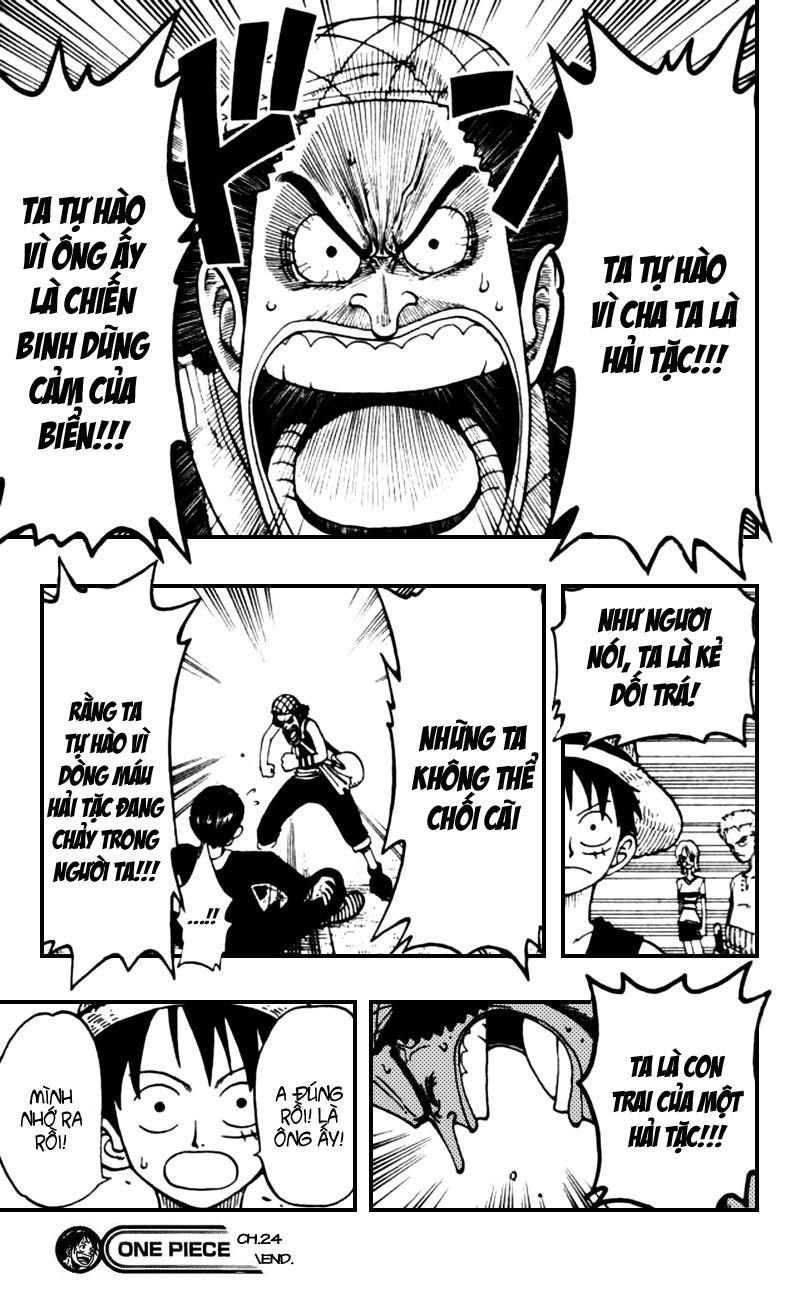 TA TỰ HÀO
VÌ CHA TA LÀ
HẢI TẶC!!!
TA TỰ HÀO
VÌ ÔNG ẤY
LÀ CHIẾN
BINH DŨNG
CẢM CỦA
BIỂN!!!
ドン
NHƯ NGƯƠI
NÓI, TA LÀ KẺ
DỐI TRÁ!
NHỮNG TA
KHÔNG THỂ
CHỐI CÃI
RẰNG TA
TỰ HÀO VÌ
DÒNG MÁU
HẢI TẶC ĐANG
CHẢY TRONG
NGƯỜI TA!!!
...!!
TA LÀ CON
TRAI CỦA MỘT
HẢI TẶC!!!
A ĐÚNG
RỒI! LÀ
ÔNG ẤY!
MÌNH
NHỚ RA
RỒI!
ONE PIECE
CH.24
\END.